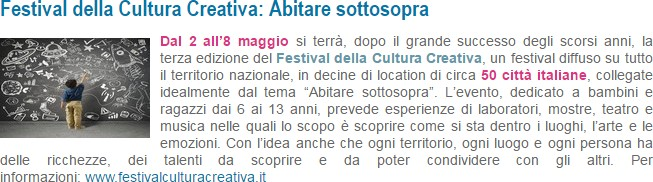 Festival della Cultura Creativa: Abitare sottosopra
Dal 2 all'8 maggio si terrà, dopo il grande successo degli scorsi anni, la
terza edizione del Festival della Cultura Creativa, un festival diffuso su tutto
il territorio nazionale, in decine di location di circa 50 città italiane, collegate
idealmente dal tema "Abitare sottosopra". L'evento, dedicato a bambini e
ragazzi dai 6 ai 13 anni, prevede esperienze di laboratori, mostre, teatro e
musica nelle quali lo scopo è scoprire come si sta dentro i luoghi, l'arte e le
emozioni. Con l'idea anche che ogni territorio, ogni luogo e ogni persona ha
delle ricchezze, dei talenti da scoprire e da poter condividere con gli altri. Per
informazioni: www.festivalculturacreativa.it